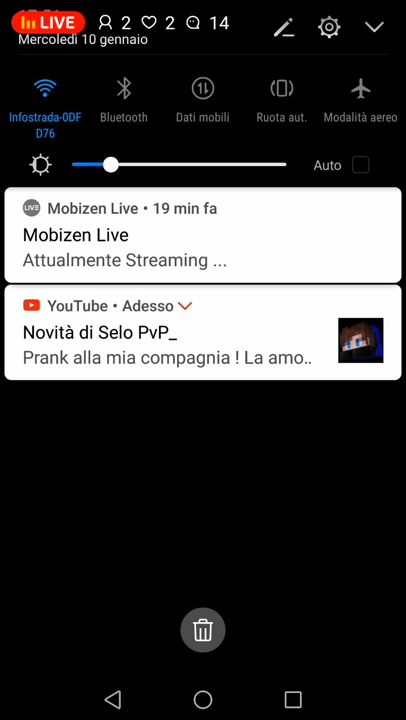 LIVE 2 2 14
Mercoledì 10 gennaio
Infostrada-0DF
D76
Bluetooth
Dati mobili
Ruota aut.
Modalità aereo
Auto
LIVE Mobizen Live • 19 min fa
Mobizen Live
Attualmente Streaming ...
YouTube • Adesso
Novità di Selo PvP_
Prank alla mia compagnia ! La amo..